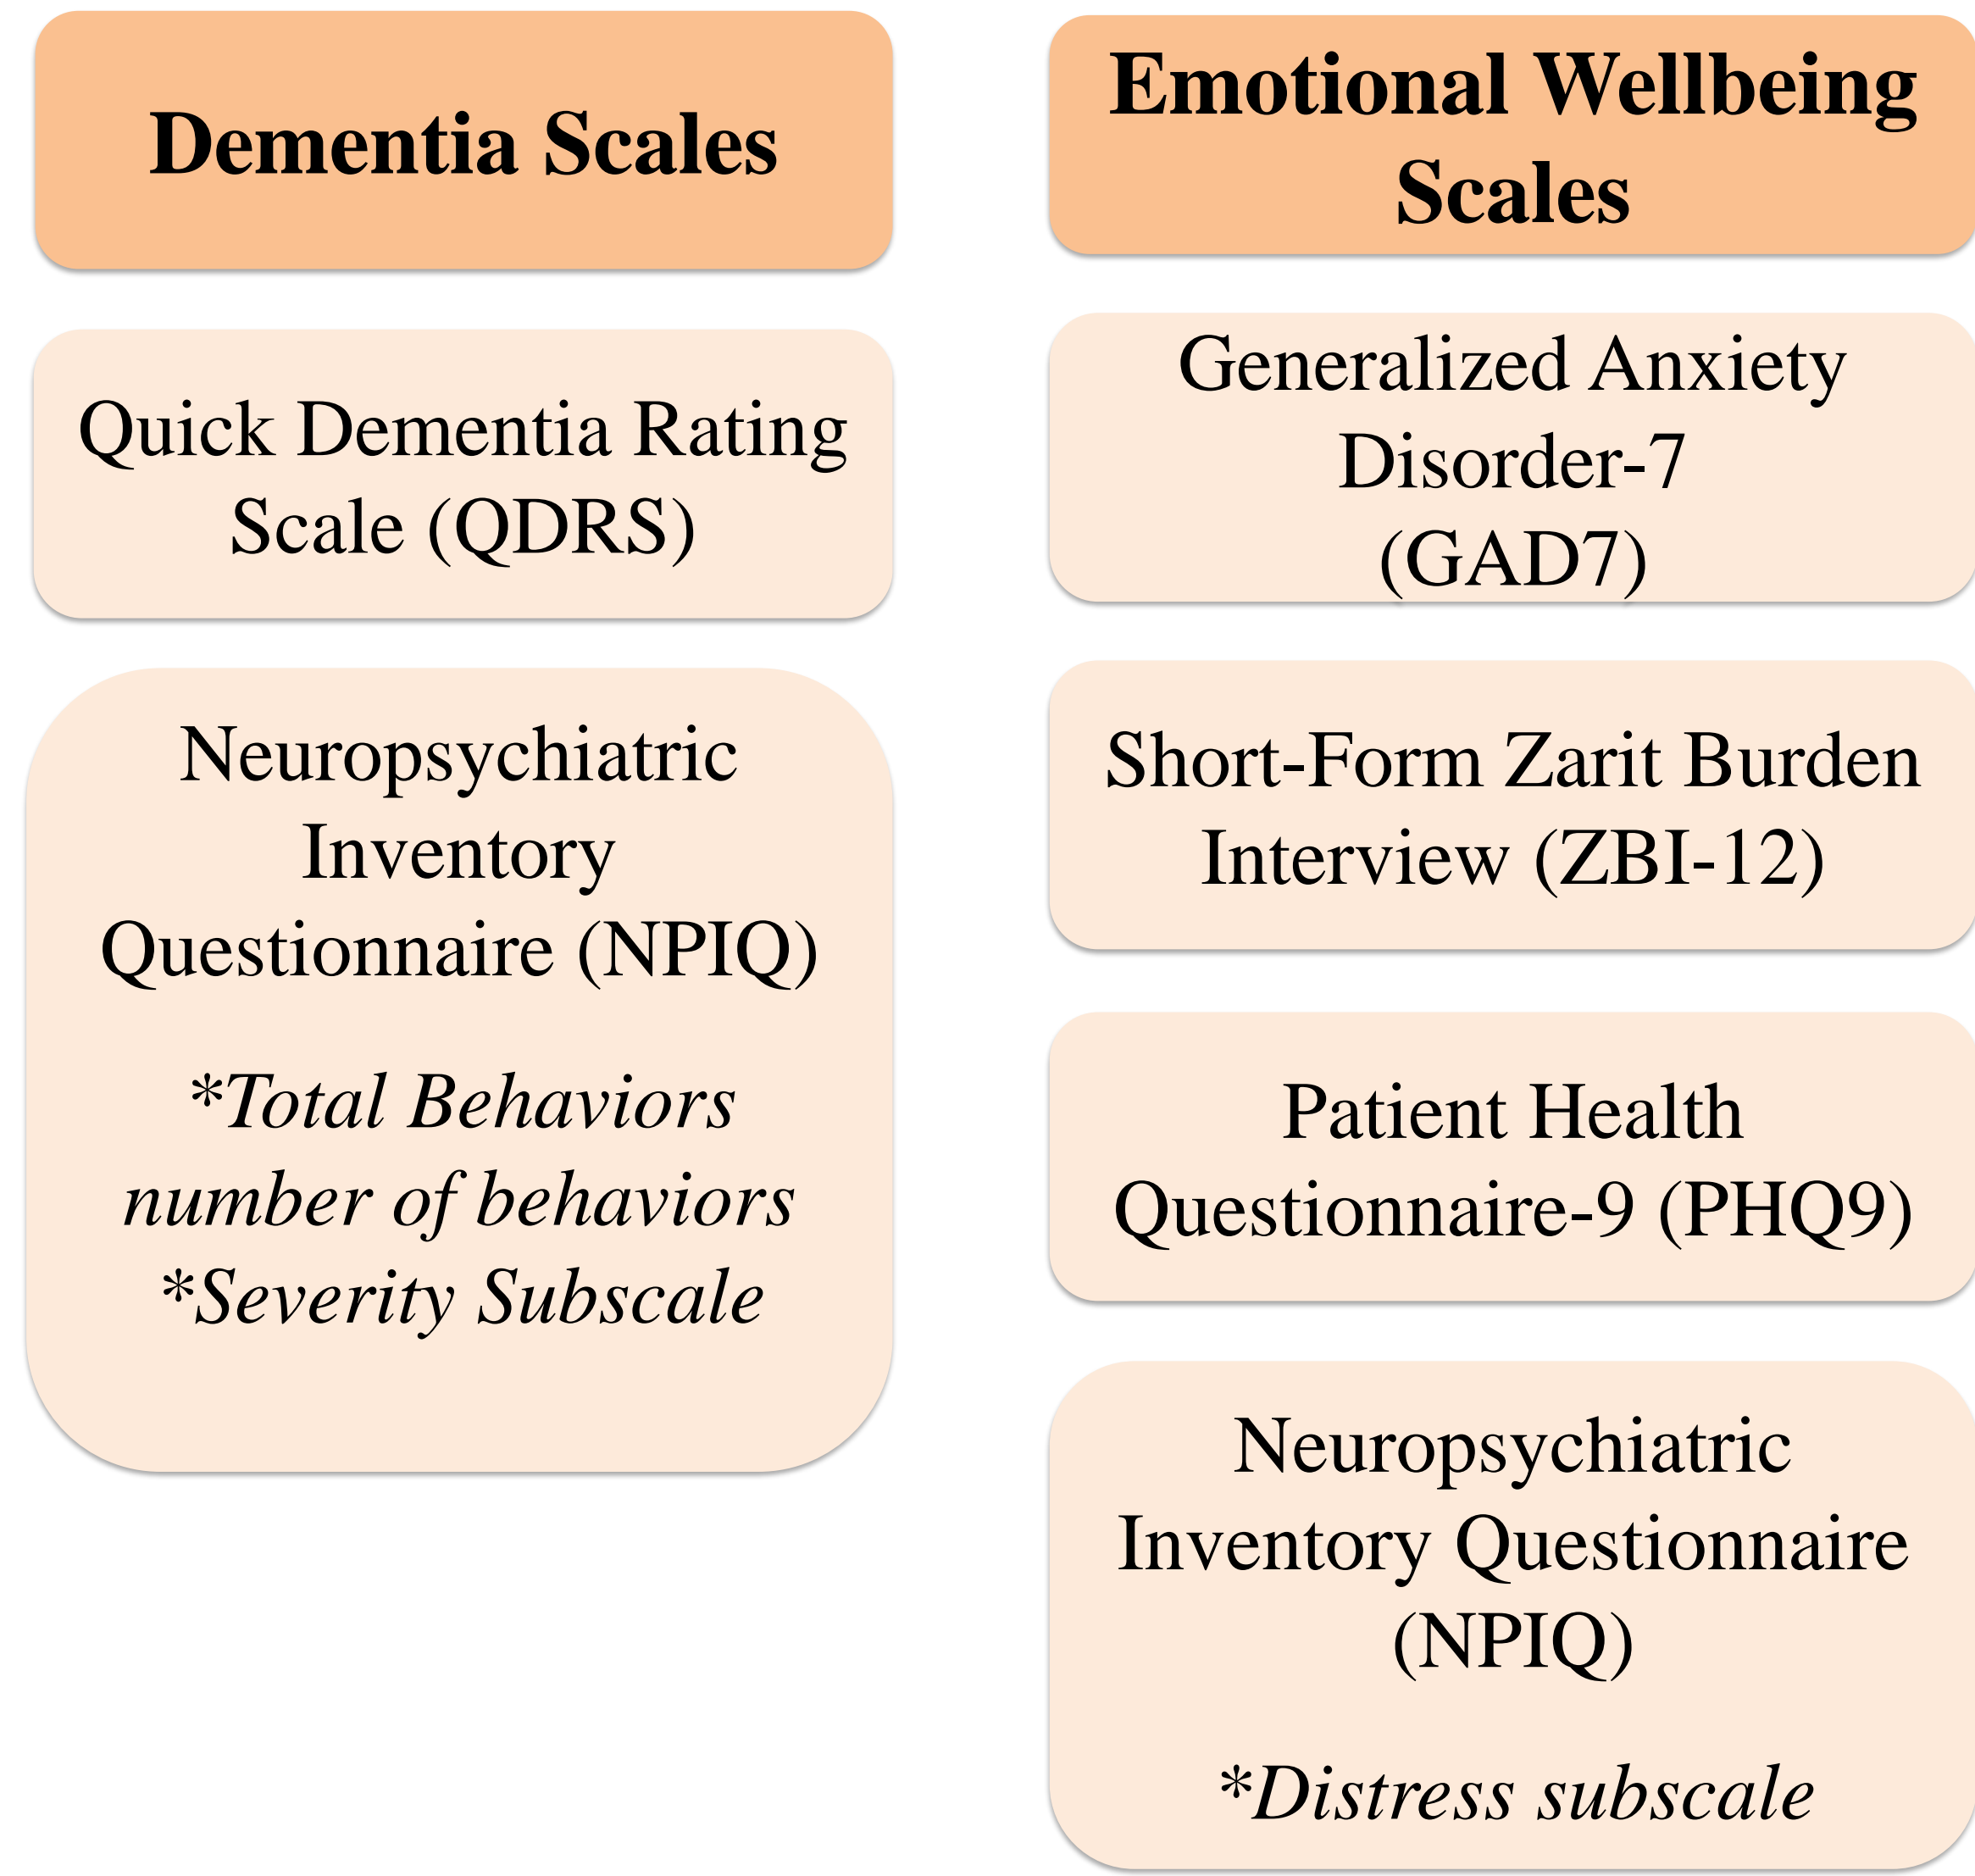 Dementia Scales
Quick Dementia Rating
Scale (QDRS)
Neuropsychiatric
Inventory
Questionnaire (NPIQ)
*Total Behaviors
number of behaviors
*Severity Subscale
Emotional Wellbeing
Scales
Generalized Anxiety
Disorder-7
(GAD7)
Short-Form Zarit Burden
Interview (ZBI-12)
Patient Health
Questionnaire-9 (PHQ9)
Neuropsychiatric
Inventory Questionnaire
(NPIQ)
*Distress subscale